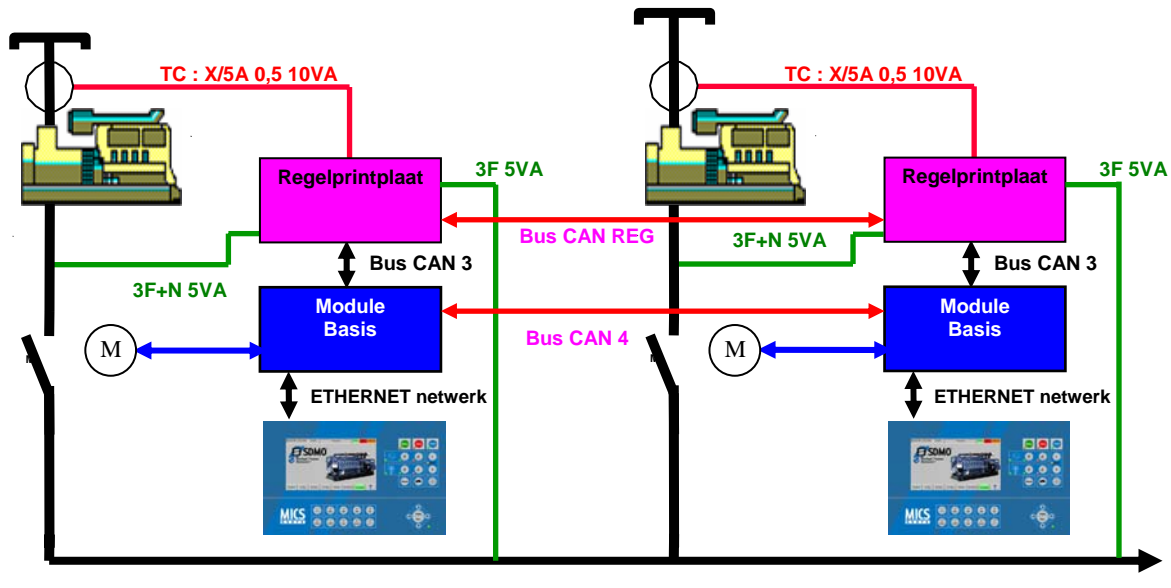 TC : X/5A 0,5 10VA
TC : X/5A 0,5 10VA
Regelprintplaat
3F 5VA
Regelprintplaat
3F 5VA
Bus CAN REG
3F+N 5VA
Bus CAN 3
Bus CAN 3
3F+N 5VA
Module
Basis
Module
Basis
Bus CAN 4
M
M
ETHERNET netwerk
ETHERNET netwerk
SDMO
SDMO
MICS
MICS